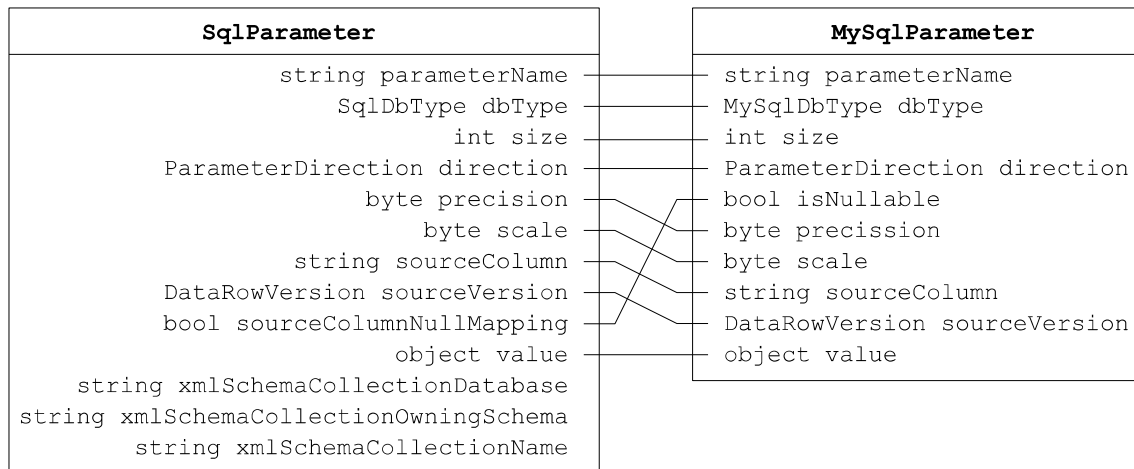 SqlParameter
string parameterName
SqlDbType dbType
int size
ParameterDirection direction
byte precision
byte scale
string sourceColumn
DataRowVersion sourceVersion
bool sourceColumnNullMapping
object value
string xmlSchemaCollectionDatabase
string xmlSchemaCollectionOwningSchema
string xmlSchemaCollectionName
MySqlParameter
string parameterName
MySqlDbType dbType
int size
ParameterDirection direction
bool isNullable
byte precission
byte scale
string sourceColumn
DataRowVersion sourceVersion
object value